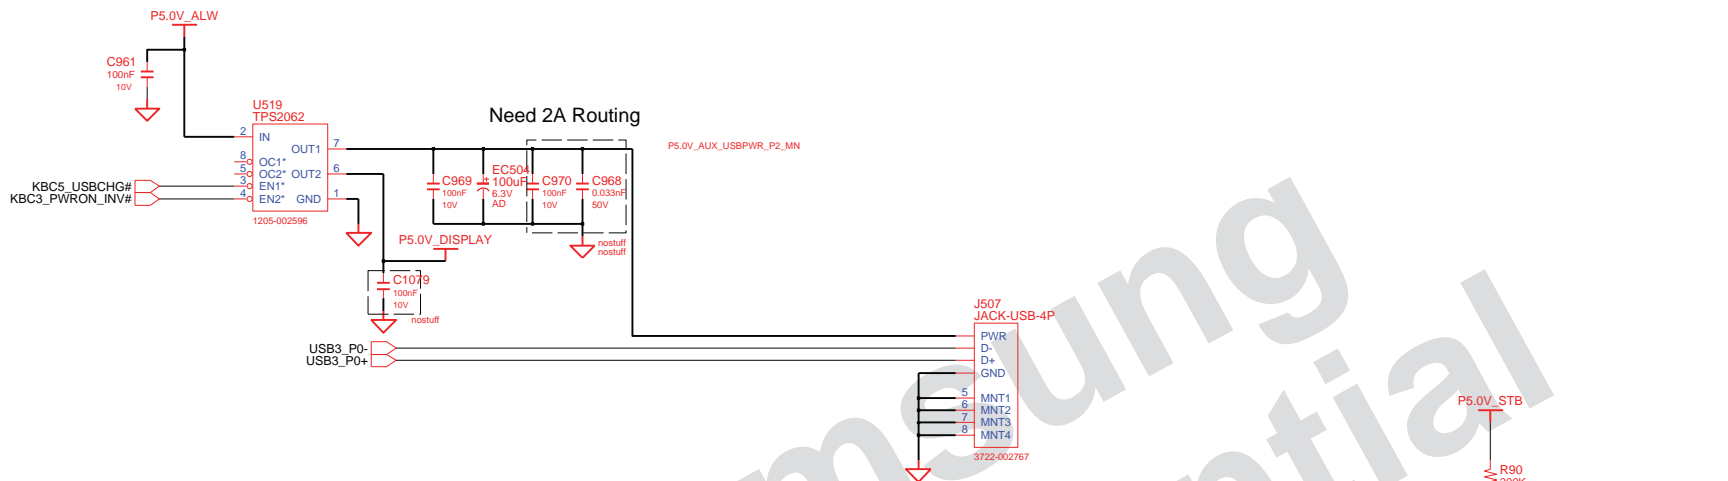 P5.0V_ALW
C961
100nF
10V
U519
TPS2062
2 IN
OUT1 7
8 OC1*
5 OC2* OUT2 6
3 EN1*
4 EN2* GND 1
1205-002596
KBC5_USBCHG#
KBC3_PWRON_INV#
Need 2A Routing
P5.0V_AUX_USBPWR_P2_MN
C969
100nF
10V
EC504
100uF
6.3V
AD
C970
100nF
10V
C968
0.033nF
50V
nostuff
nostuff
P5.0V_DISPLAY
C1079
100nF
10V
nostuff
USB3_P0-
USB3_P0+
J507
JACK-USB-4P
PWR
D-
D+
GND
5 MNT1
6 MNT2
7 MNT3
8 MNT4
3722-002767
P5.0V_STB
R90